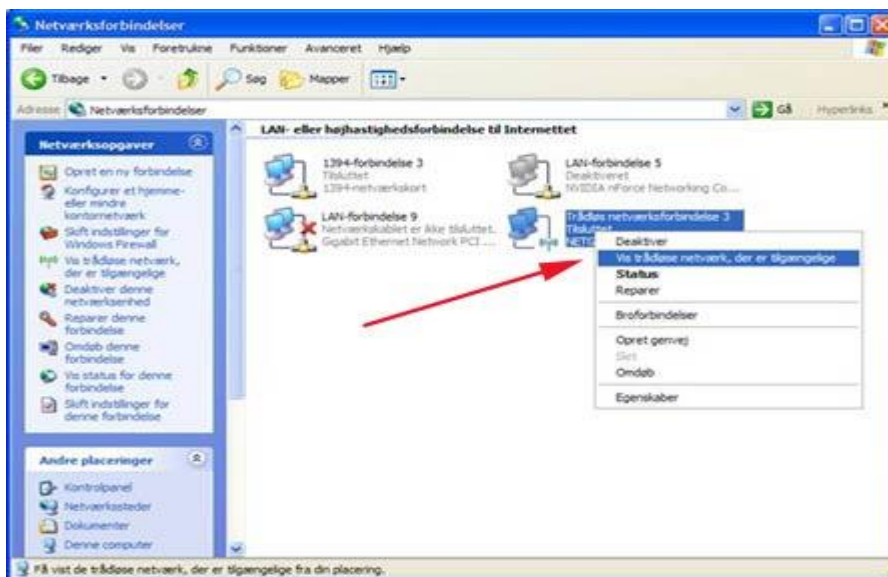 Netværksforbindelser
Filer Rediger Vis Foretrukne Funktioner Avanceret Hjælp
Tilbage Søg Mapper
Adresse Netværksforbindelser Gå Hyperlinks
Netværksopgaver
Opret en ny forbindelse
Konfigurer et hjemme-
eller mindre
kontornetværk
Skift indstillinger for
Windows Firewall
Vis trådløse netværk,
der er tilgængelige
Deaktiver denne
netværksenhed
Reparer denne
forbindelse
Omdøb denne
forbindelse
Vis status for denne
forbindelse
Skift indstillinger for
denne forbindelse
Andre placeringer
Kontrolpanel
Netværkssteder
Dokumenter
Denne computer
LAN- eller højhastighedsforbindelse til Internettet
1394-forbindelse 3
Tilsluttet
1394-netværkskort
LAN-forbindelse 5
Deaktiveret
NVIDIA nForce Networking Co...
LAN-forbindelse 9
Netværkskablet er ikke tilsluttet.
Gigabit Ethernet Network PCI ...
Trådløs netværksforbindelse 3
Tilsluttet
Deaktiver
Vis trådløse netværk, der er tilgængelige
Status
Reparer
Broforbindelser
Opret genvej
Slet
Omdøb
Egenskaber
Få vist de trådløse netværk, der er tilgængelige fra din placering.